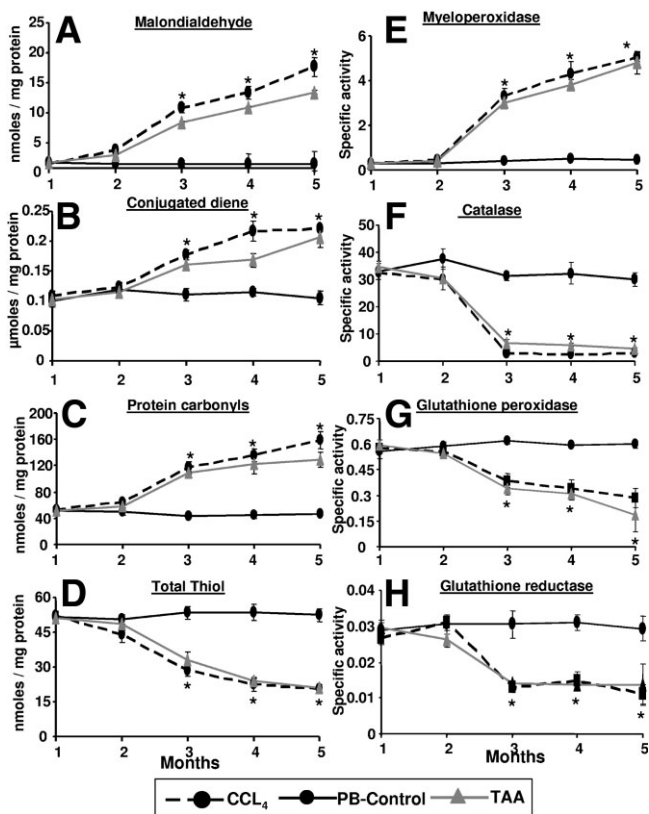 A
Malondialdehyde
nmoles / mg protein
25
20
15
10
5
0
1 2 3 4 5
* * *
B
Conjugated diene
µmoles / mg protein
0.25
0.2
0.15
0.1
0.05
0
1 2 3 4 5
* * *
C
Protein carbonyls
nmoles / mg protein
200
160
120
80
40
0
1 2 3 4 5
* * *
D
Total Thiol
nmoles / mg protein
60
45
30
15
0
1 2 3 4 5
* * *
Months
E
Myeloperoxidase
Specific activity
6
4
2
0
1 2 3 4 5
* * *
F
Catalase
Specific activity
50
40
30
20
10
0
1 2 3 4 5
* * *
G
Glutathione peroxidase
Specific activity
0.75
0.6
0.45
0.3
0.15
0
1 2 3 4 5
* * *
H
Glutathione reductase
Specific activity
0.04
0.03
0.02
0.01
0
1 2 3 4 5
* * *
Months
CCL4 PB-Control TAA